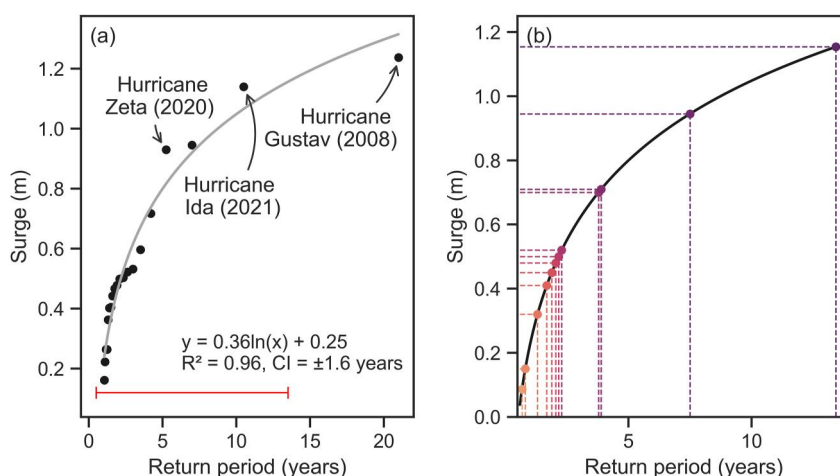 (a)
Hurricane
Zeta (2020)
Hurricane
Gustav (2008)
Hurricane
Ida (2021)
y = 0.36ln(x) + 0.25
R² = 0.96, CI = ±1.6 years
Surge (m)
1.2
1.0
0.8
0.6
0.4
0.2
0 5 10 15 20
Return period (years)
(b)
Surge (m)
1.2
1.0
0.8
0.6
0.4
0.2
0.0
5 10
Return period (years)